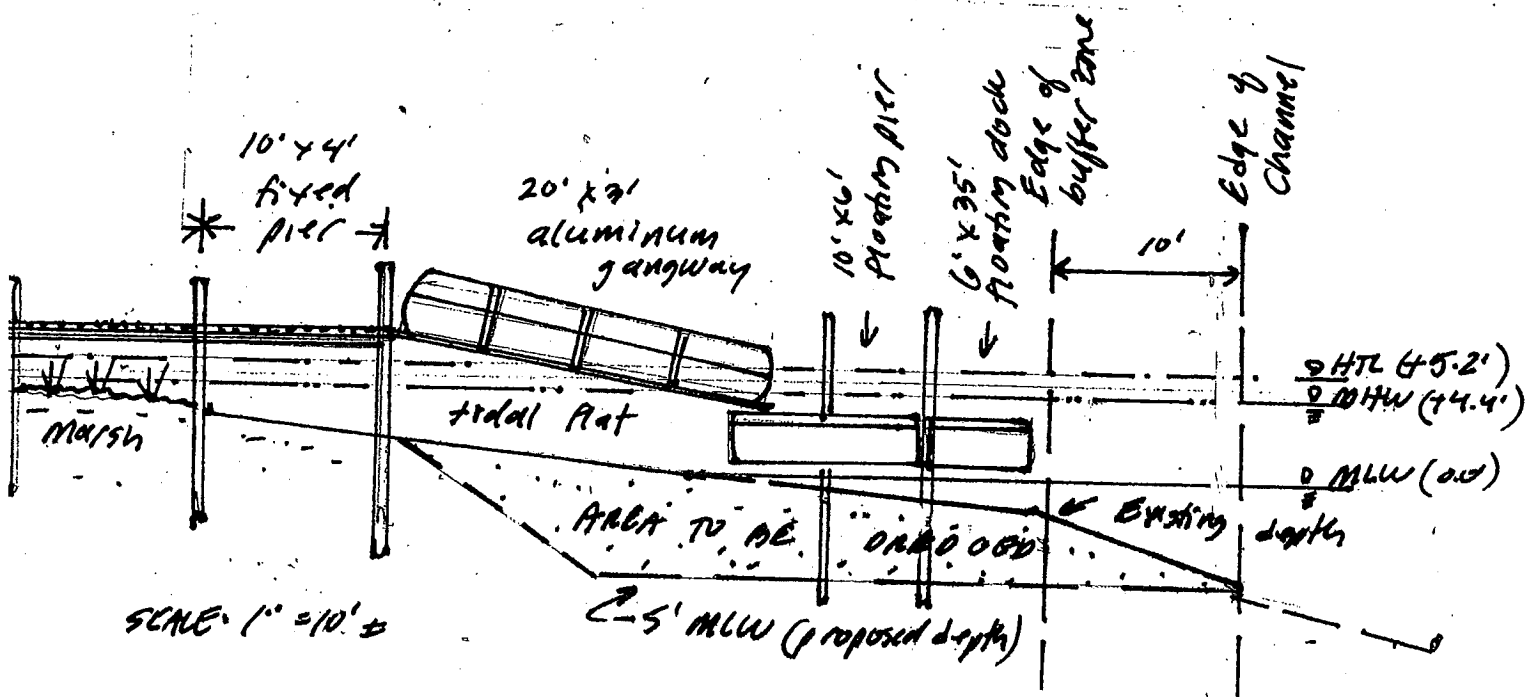 10' x 4'
fixed
pier
20' x 3'
aluminum
gangway
10' x 6'
floating pier
6' x 35'
floating dock
Edge of
buffer zone
Edge of
Channel
10'
HTL (+5.2')
MHW (+4.4')
MLW (0.0)
Marsh
tidal flat
AREA TO BE DREDGED
Existing
depth
-5' MLW (proposed depth)
SCALE: 1" = 10' ±